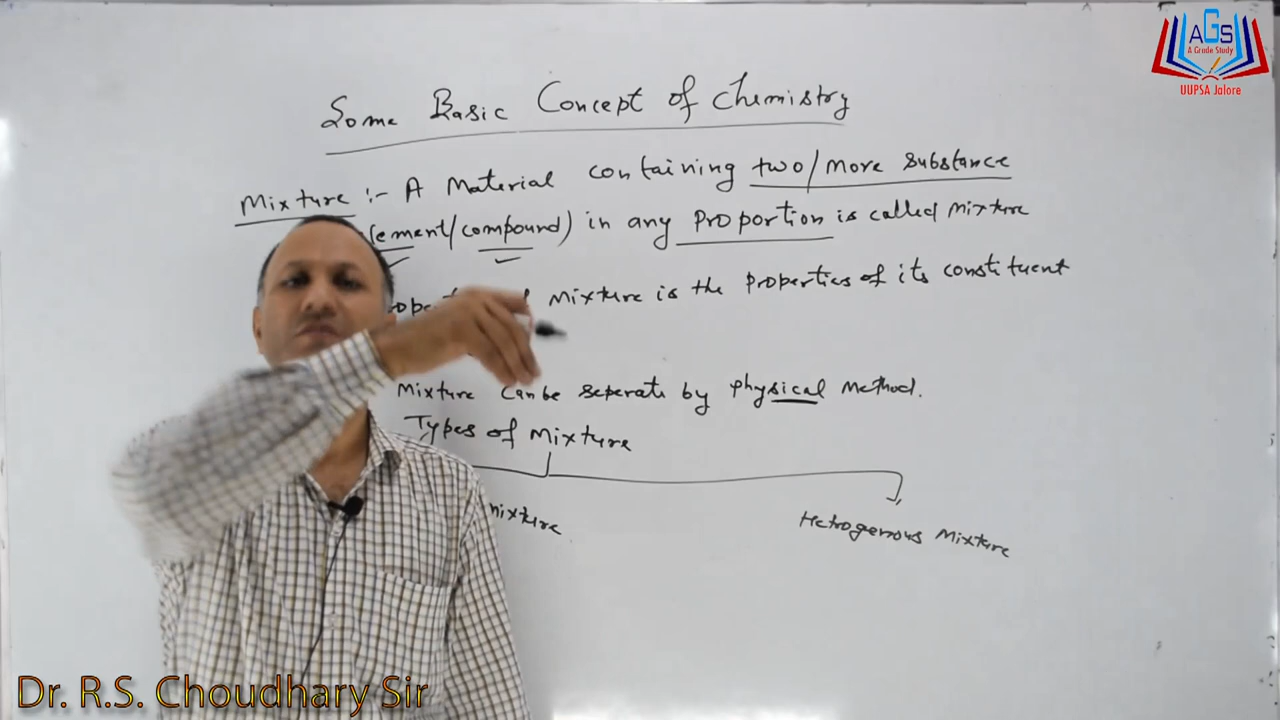 AGS
A Grade Study
UUPSA Jalore
Some Basic Concept of Chemistry
Mixture :- A Material containing two/more substance
ement/compound) in any proportion is called Mixture
Mixture is the properties of its constituent
Mixture can be seperate by physical Method.
Types of Mixture
mixture
Hetrogenous Mixture
Dr. R.S. Choudhary Sir